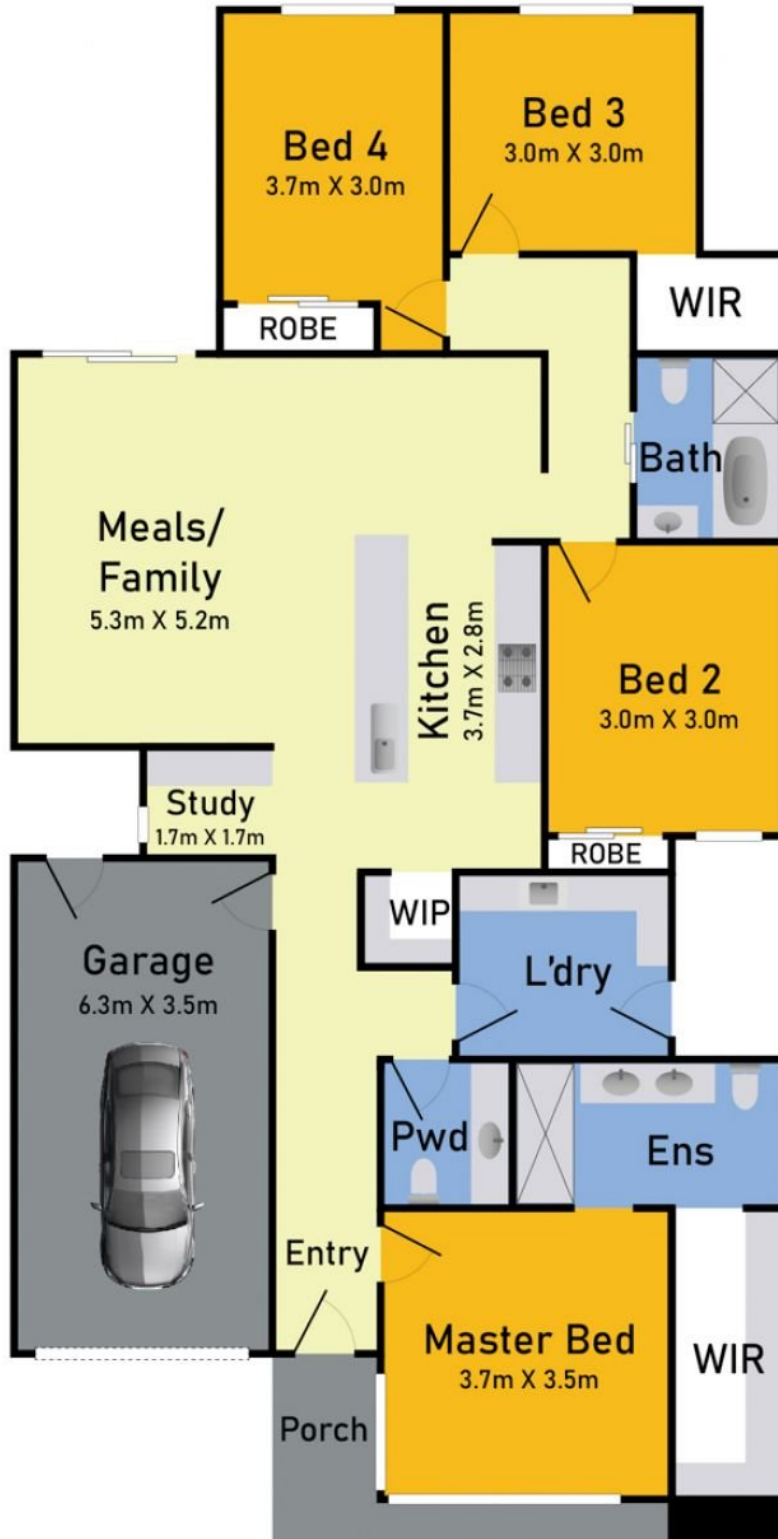 Bed 4
3.7m X 3.0m
Bed 3
3.0m X 3.0m
ROBE
WIR
Bath
Meals/
Family
5.3m X 5.2m
Kitchen
3.7m X 2.8m
Bed 2
3.0m X 3.0m
Study
1.7m X 1.7m
ROBE
WIP
L'dry
Garage
6.3m X 3.5m
Pwd
Ens
Entry
Master Bed
3.7m X 3.5m
WIR
Porch